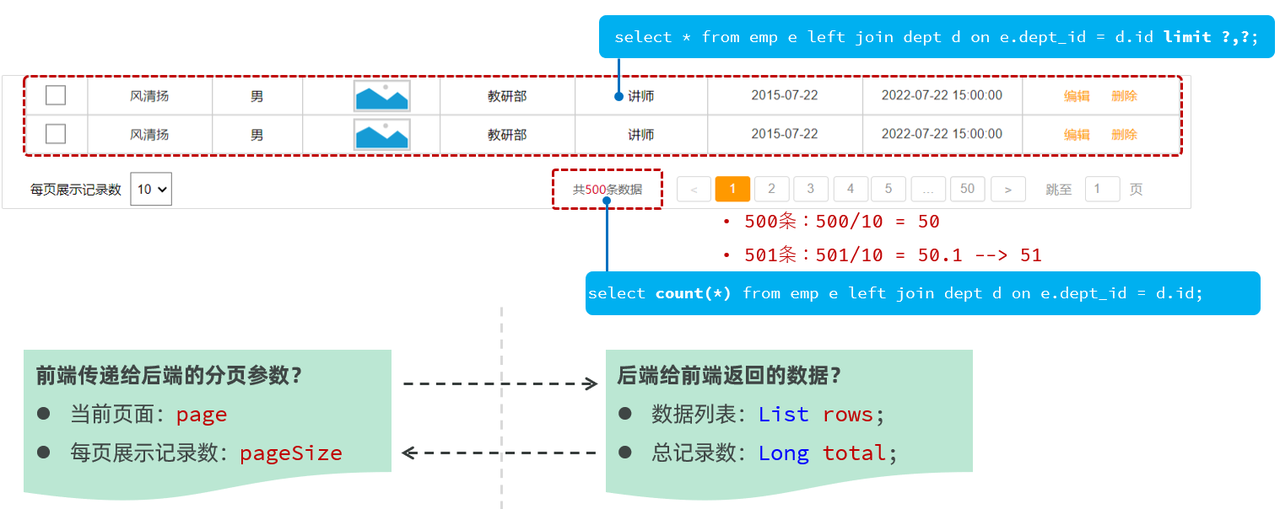 select * from emp e left join dept d on e.dept_id = d.id limit ?,?;
风清扬 男 教研部 讲师 2015-07-22 2022-07-22 15:00:00 编辑 删除
风清扬 男 教研部 讲师 2015-07-22 2022-07-22 15:00:00 编辑 删除
每页展示记录数 10 共500条数据 < 1 2 3 4 5 ... 50 > 跳至 1 页
• 500条：500/10 = 50
• 501条：501/10 = 50.1 --> 51
select count(*) from emp e left join dept d on e.dept_id = d.id;
前端传递给后端的分页参数？
● 当前页面：page
● 每页展示记录数：pageSize
后端给前端返回的数据？
● 数据列表：List rows;
● 总记录数：Long total;